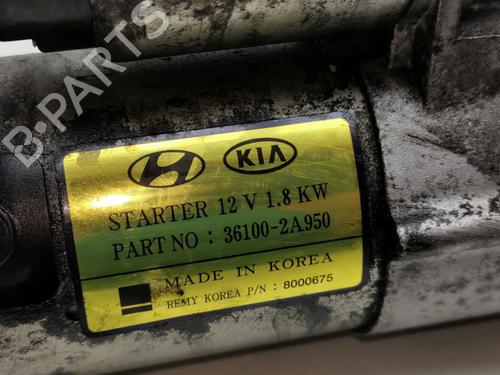 B-PARTS
KIA
STARTER 12 V 1.8 KW
PART NO : 36100-2A950
MADE IN KOREA
REMY KOREA P/N : 8000675